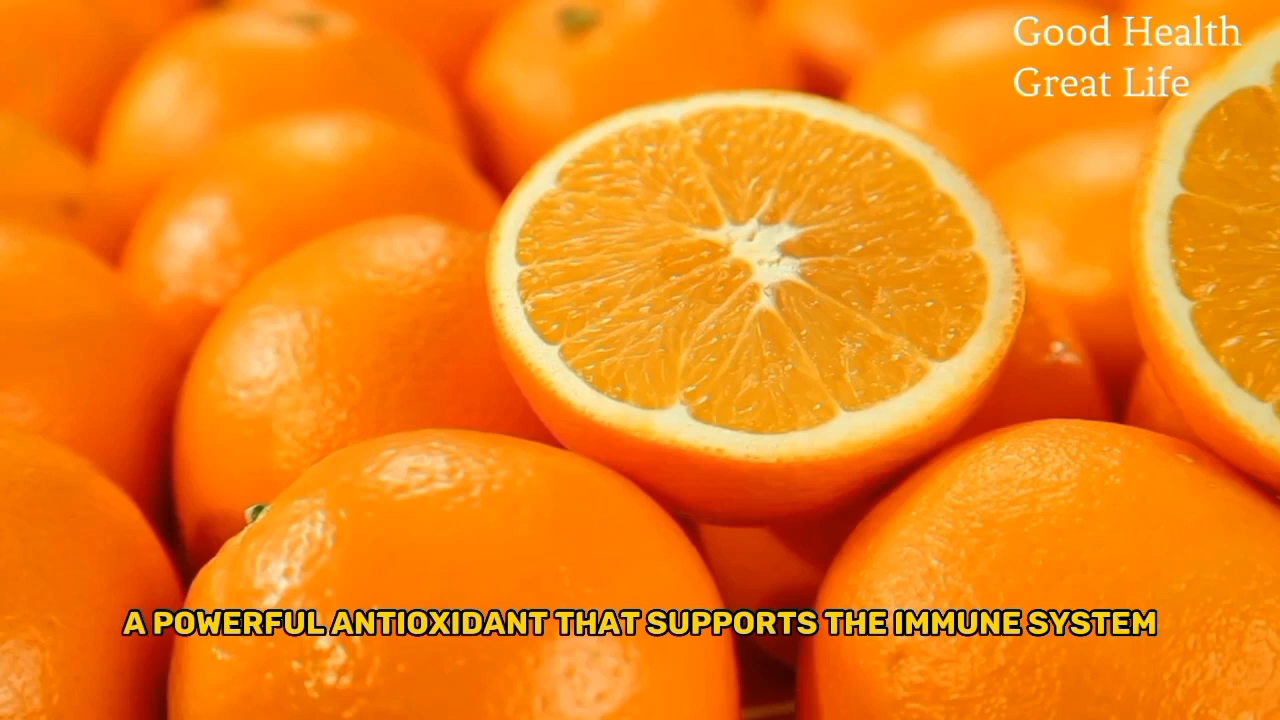 Good Health
Great Life
A POWERFUL ANTIOXIDANT THAT SUPPORTS THE IMMUNE SYSTEM